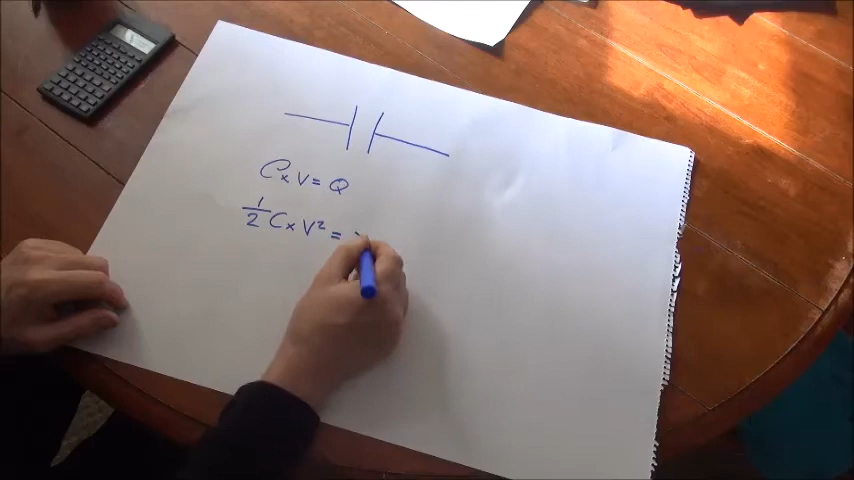 C x V = Q
1/2 C x V² =